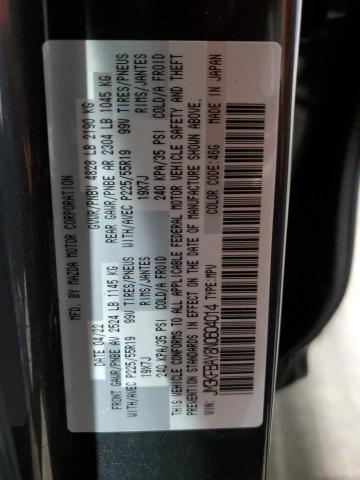 MFD. BY MAZDA MOTOR CORPORATION
DATE 04/22 GVWR/PNBV 4828 LB 2190 KG
FRONT GAWR/PNBE AV 2524 LB 1145 KG REAR GAWR/PNBE AR 2304 LB 1045 KG
WITH/AVEC P225/55R19 99V TIRES/PNEUS WITH/AVEC P225/55R19 99V TIRES/PNEUS
19X7J RIMS/JANTES 19X7J RIMS/JANTES
240 KPA/35 PSI COLD/A FROID 240 KPA/35 PSI COLD/A FROID
THIS VEHICLE CONFORMS TO ALL APPLICABLE FEDERAL MOTOR VEHICLE SAFETY AND THEFT
PREVENTION STANDARDS IN EFFECT ON THE DATE OF MANUFACTURE SHOWN ABOVE.
VIN: TYPE:MPV COLOR CODE:46G MADE IN JAPAN